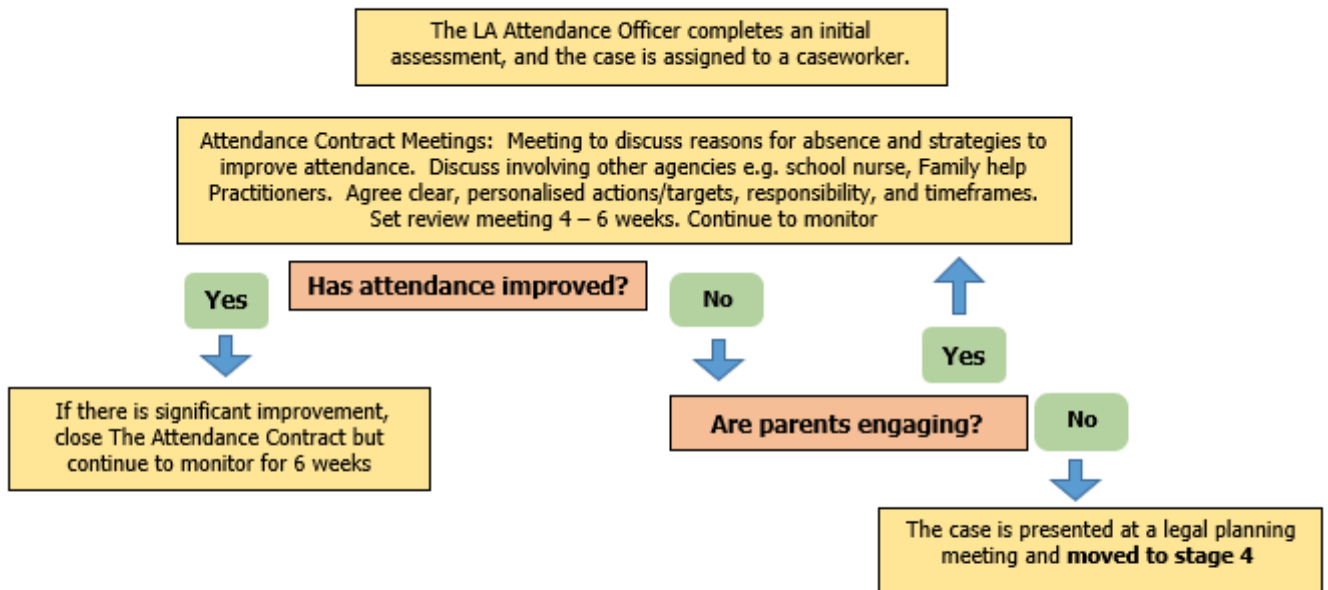 The LA Attendance Officer completes an initial
assessment, and the case is assigned to a caseworker.
Attendance Contract Meetings: Meeting to discuss reasons for absence and strategies to
improve attendance. Discuss involving other agencies e.g. school nurse, Family help
Practitioners. Agree clear, personalised actions/targets, responsibility, and timeframes.
Set review meeting 4 – 6 weeks. Continue to monitor
Yes
Has attendance improved?
No
Yes
If there is significant improvement,
close The Attendance Contract but
continue to monitor for 6 weeks
Are parents engaging?
No
The case is presented at a legal planning
meeting and moved to stage 4